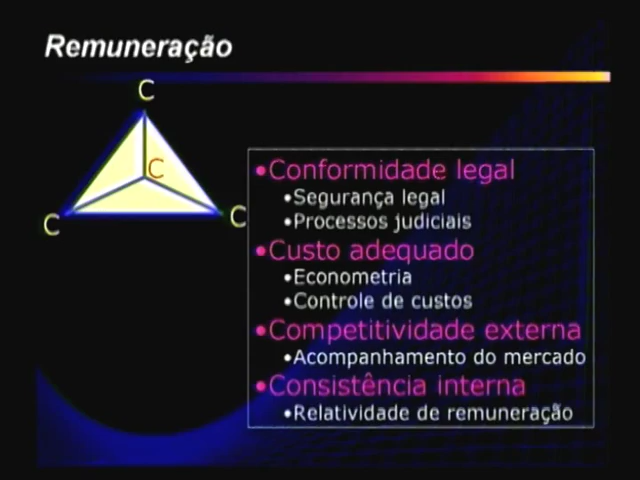 Remuneração
C
C
C
C
•Conformidade legal
•Segurança legal
•Processos judiciais
•Custo adequado
•Econometria
•Controle de custos
•Competitividade externa
•Acompanhamento do mercado
•Consistência interna
•Relatividade de remuneração